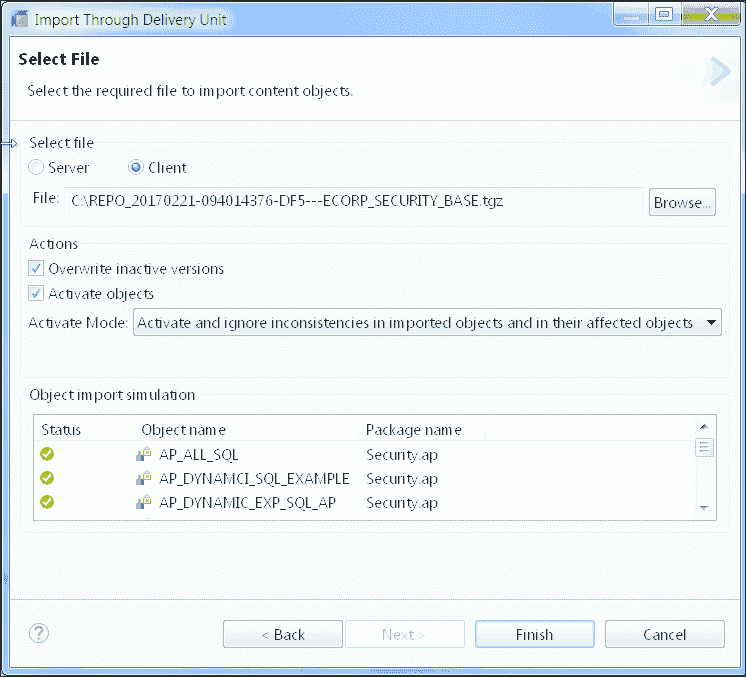 Import Through Delivery Unit
Select File
Select the required file to import content objects.
Select file
Server Client
File: C:\REPO_20170221-094014376-DF5---ECORP_SECURITY_BASE.tgz Browse...
Actions
Overwrite inactive versions
Activate objects
Activate Mode: Activate and ignore inconsistencies in imported objects and in their affected objects
Object import simulation
Status Object name Package name
AP_ALL_SQL Security.ap
AP_DYNAMCI_SQL_EXAMPLE Security.ap
AP_DYNAMIC_EXP_SQL_AP Security.ap
? < Back Next > Finish Cancel